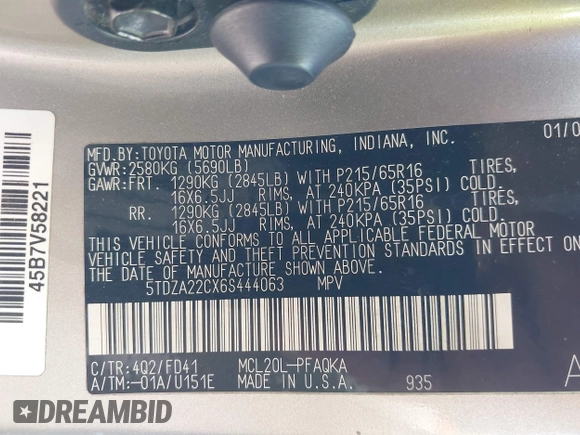 MFD.BY:TOYOTA MOTOR MANUFACTURING, INDIANA, INC. 01/0
GVWR:2580KG (5690LB)
GAWR:FRT. 1290KG (2845LB) WITH P215/65R16 TIRES,
16X6.5JJ RIMS, AT 240KPA (35PSI) COLD.
RR. 1290KG (2845LB) WITH P215/65R16 TIRES,
16X6.5JJ RIMS, AT 240KPA (35PSI) COLD.
THIS VEHICLE CONFORMS TO ALL APPLICABLE FEDERAL MOTOR
VEHICLE SAFETY AND THEFT PREVENTION STANDARDS IN EFFECT
ON THE DATE OF MANUFACTURE SHOWN ABOVE.
5TDZA22CX6S444063 MPV
C/TR:4Q2/FD41 MCL20L-PFAQKA A
A/TM:-01A/U151E MADE IN U.S.A. 935
45B7V58221
DREAMBID